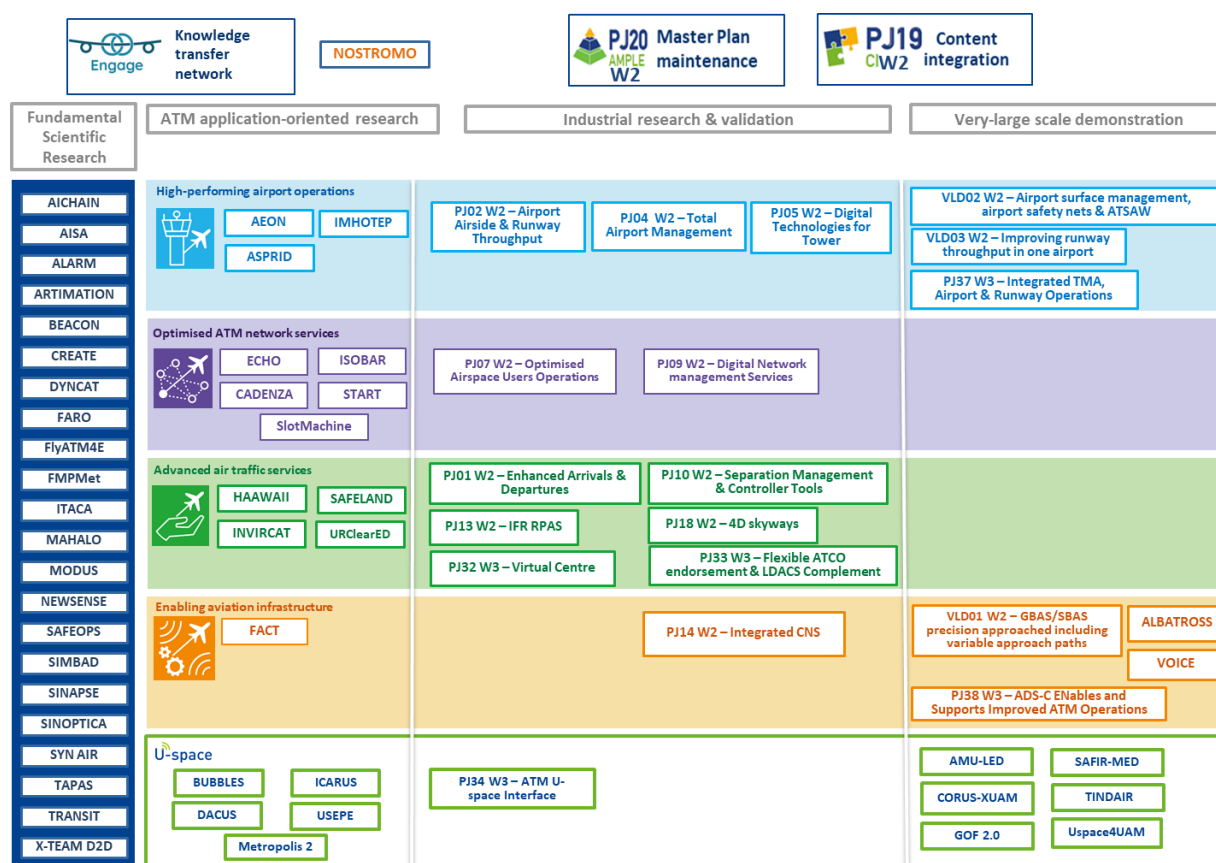 Engage
Knowledge
transfer
network
NOSTROMO
PJ20
AMPLE
W2
Master Plan
maintenance
PJ19
CIW2
Content
integration
Fundamental
Scientific
Research
ATM application-oriented research
Industrial research & validation
Very-large scale demonstration
AICHAIN
AISA
ALARM
ARTIMATION
BEACON
CREATE
DYNCAT
FARO
FlyATM4E
FMPMet
ITACA
MAHALO
MODUS
NEWSENSE
SAFEOPS
SIMBAD
SINAPSE
SINOPTICA
SYN AIR
TAPAS
TRANSIT
X-TEAM D2D
High-performing airport operations
AEON
IMHOTEP
ASPRID
PJ02 W2 – Airport
Airside & Runway
Throughput
PJ04 W2 – Total
Airport Management
PJ05 W2 – Digital
Technologies for
Tower
VLD02 W2 – Airport surface management,
airport safety nets & ATSAW
VLD03 W2 – Improving runway
throughput in one airport
PJ37 W3 – Integrated TMA,
Airport & Runway Operations
Optimised ATM network services
ECHO
ISOBAR
CADENZA
START
SlotMachine
PJ07 W2 – Optimised
Airspace Users Operations
PJ09 W2 – Digital Network
management Services
Advanced air traffic services
HAAWAII
SAFELAND
INVIRCAT
URClearED
PJ01 W2 – Enhanced Arrivals &
Departures
PJ10 W2 – Separation Management
& Controller Tools
PJ13 W2 – IFR RPAS
PJ18 W2 – 4D skyways
PJ32 W3 – Virtual Centre
PJ33 W3 – Flexible ATCO
endorsement & LDACS Complement
Enabling aviation infrastructure
FACT
PJ14 W2 – Integrated CNS
VLD01 W2 – GBAS/SBAS
precision approached including
variable approach paths
ALBATROSS
VOICE
PJ38 W3 – ADS-C ENables and
Supports Improved ATM Operations
U-space
BUBBLES
ICARUS
DACUS
USEPE
Metropolis 2
PJ34 W3 – ATM U-
space Interface
AMU-LED
SAFIR-MED
CORUS-XUAM
TINDAIR
GOF 2.0
Uspace4UAM